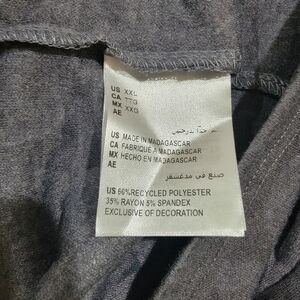 US XXL
CA TTG
MX XXG
AE
US MADE IN MADAGASCAR
CA FABRIQUÉ À MADAGASCAR
MX HECHO EN MADAGASCAR
AE
صنع في مدغشقر
US 60%RECYCLED POLYESTER
35% RAYON 5% SPANDEX
EXCLUSIVE OF DECORATION